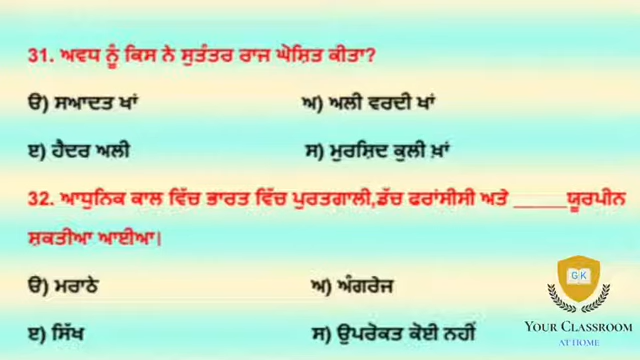 31. ਅਵਧ ਨੂੰ ਕਿਸ ਨੇ ਸੁਤੰਤਰ ਰਾਜ ਘੋਸ਼ਿਤ ਕੀਤਾ?
ੳ) ਸਆਦਤ ਖਾਂ ਅ) ਅਲੀ ਵਰਦੀ ਖਾਂ
ੲ) ਹੈਦਰ ਅਲੀ ਸ) ਮੁਰਸ਼ਿਦ ਕੁਲੀ ਖ਼ਾਂ
32. ਆਧੁਨਿਕ ਕਾਲ ਵਿੱਚ ਭਾਰਤ ਵਿੱਚ ਪੁਰਤਗਾਲੀ,ਡੱਚ ਫਰਾਂਸੀਸੀ ਅਤੇ ______ਯੂਰਪੀਨ
ਸ਼ਕਤੀਆ ਆਈਆ|
ੳ) ਮਰਾਠੇ ਅ) ਅੰਗਰੇਜ
ੲ) ਸਿੱਖ ਸ) ਉਪਰੋਕਤ ਕੋਈ ਨਹੀਂ
GK
YOUR CLASSROOM
AT HOME